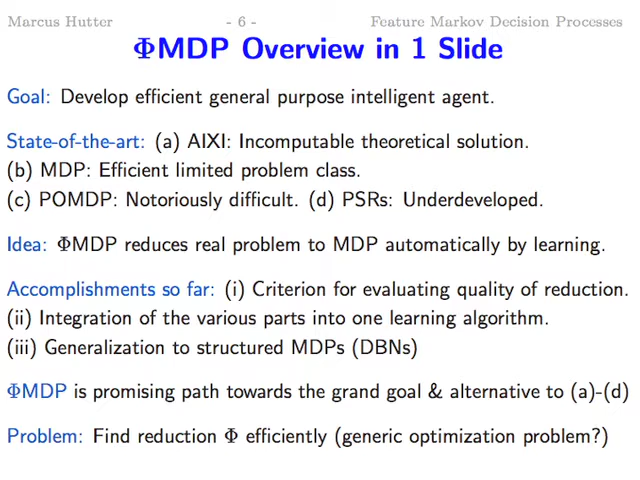 Marcus Hutter - 6 - Feature Markov Decision Processes
ΦMDP Overview in 1 Slide
Goal: Develop efficient general purpose intelligent agent.
State-of-the-art: (a) AIXI: Incomputable theoretical solution.
(b) MDP: Efficient limited problem class.
(c) POMDP: Notoriously difficult. (d) PSRs: Underdeveloped.
Idea: ΦMDP reduces real problem to MDP automatically by learning.
Accomplishments so far: (i) Criterion for evaluating quality of reduction.
(ii) Integration of the various parts into one learning algorithm.
(iii) Generalization to structured MDPs (DBNs)
ΦMDP is promising path towards the grand goal & alternative to (a)-(d)
Problem: Find reduction Φ efficiently (generic optimization problem?)